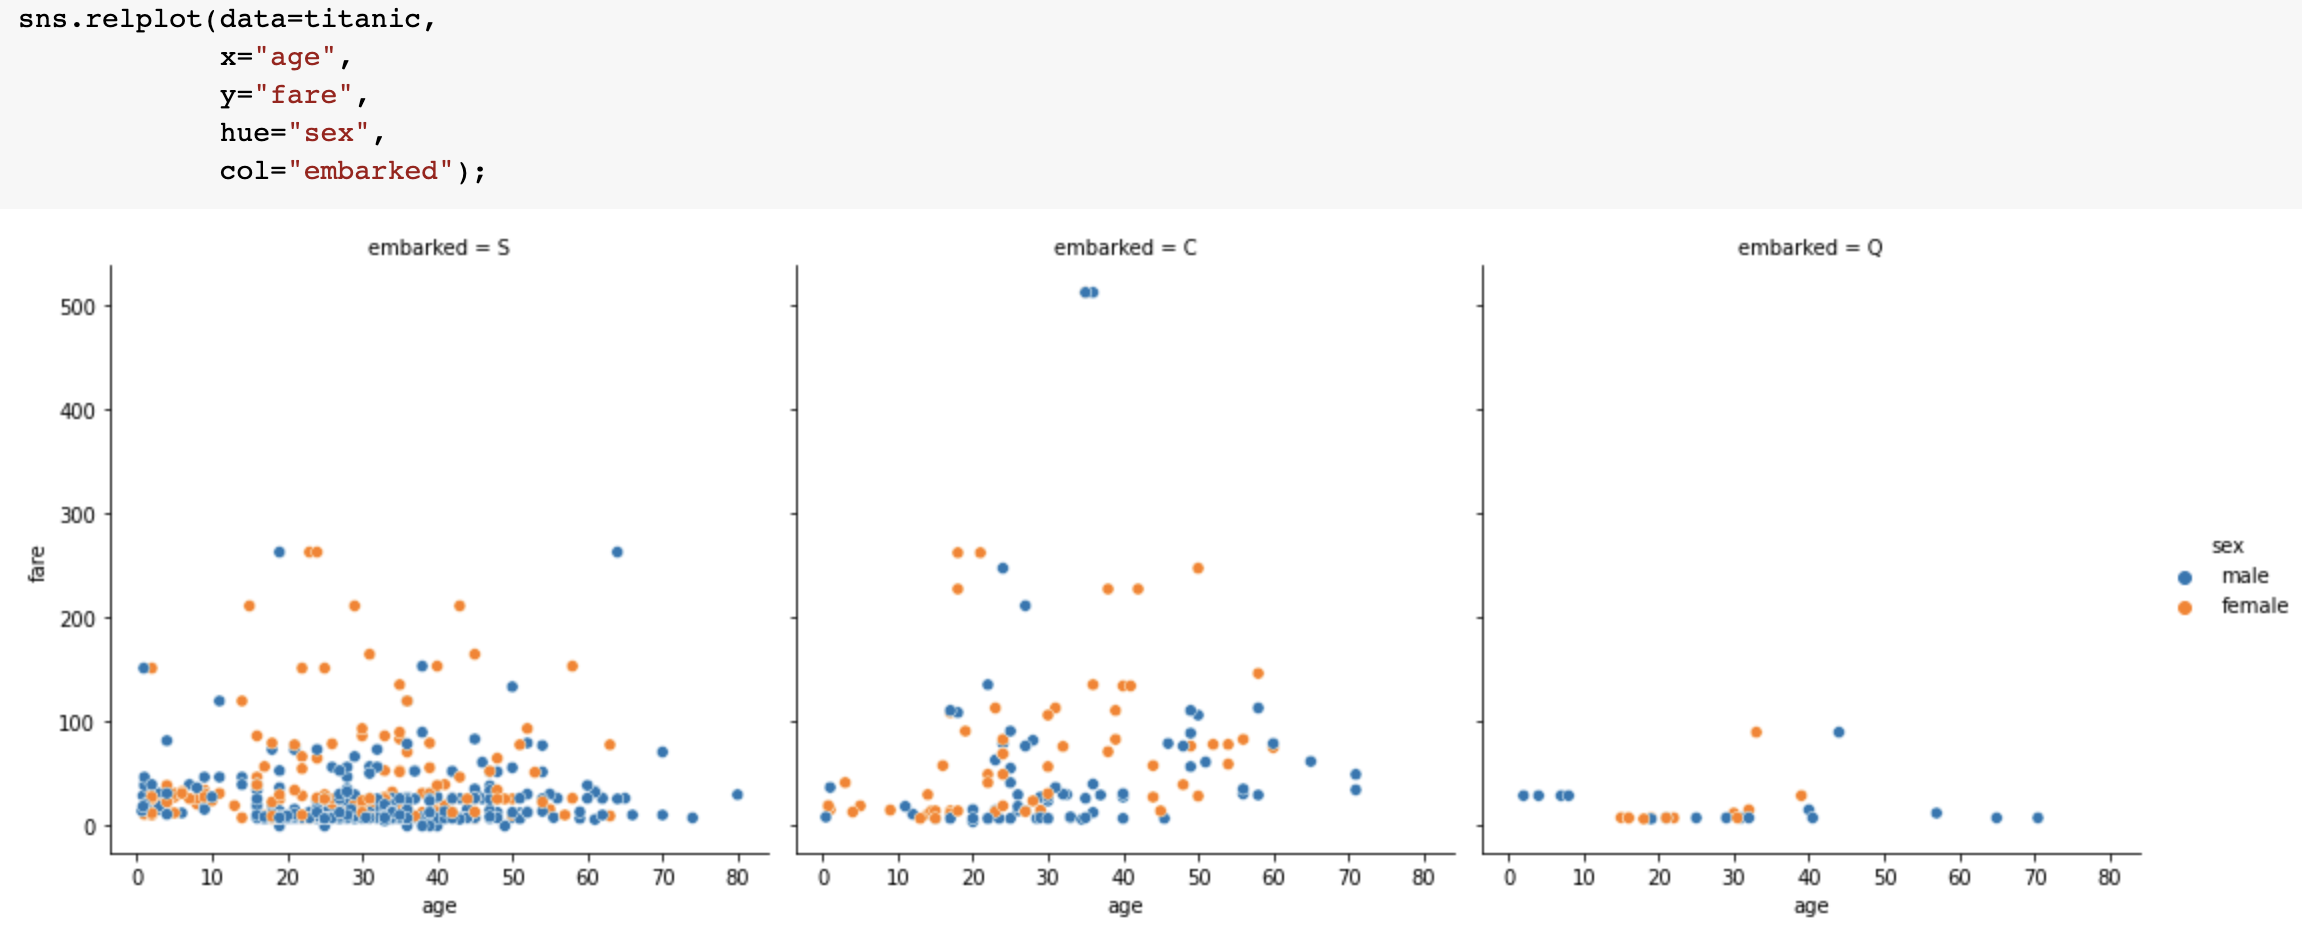 sns.relplot(data=titanic,
            x="age",
            y="fare",
            hue="sex",
            col="embarked");
embarked = S
embarked = C
embarked = Q
500
400
300
200
100
0
fare
0 10 20 30 40 50 60 70 80
age
0 10 20 30 40 50 60 70 80
age
0 10 20 30 40 50 60 70 80
age
sex
male
female